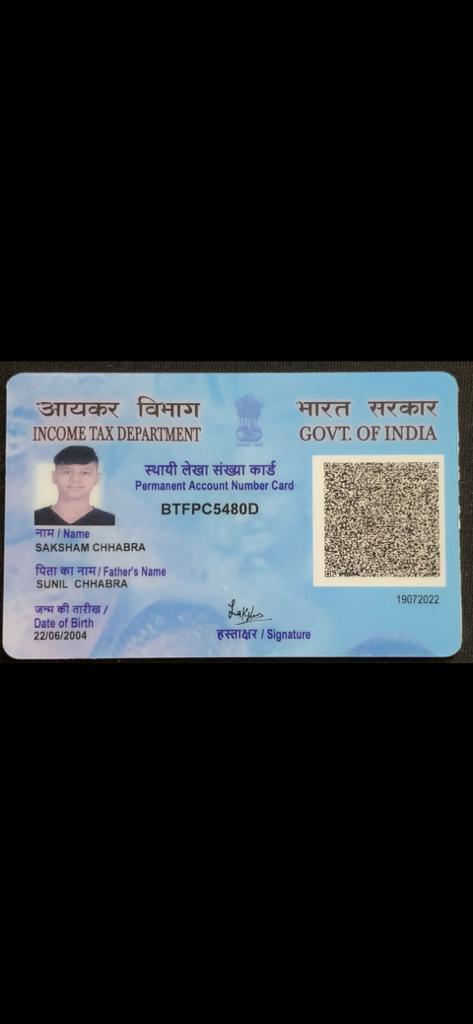 आयकर विभाग
INCOME TAX DEPARTMENT
भारत सरकार
GOVT. OF INDIA
स्थायी लेखा संख्या कार्ड
Permanent Account Number Card
BTFPC5480D
नाम / Name
SAKSHAM CHHABRA
पिता का नाम / Father's Name
SUNIL CHHABRA
जन्म की तारीख /
Date of Birth
22/06/2004
हस्ताक्षर / Signature
19072022